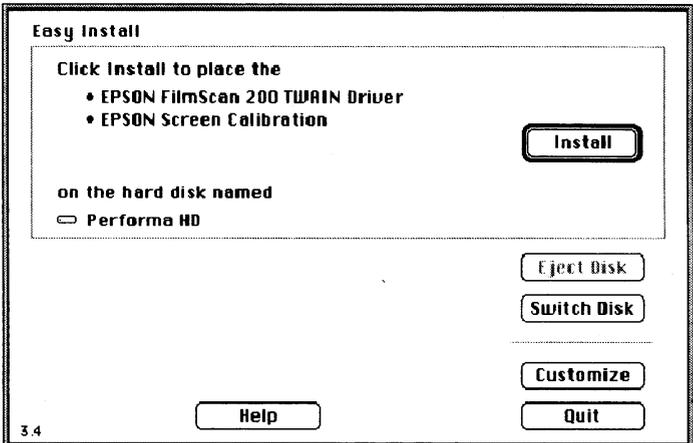 Easy Install
Click Install to place the
• EPSON FilmScan 200 TWAIN Driver
• EPSON Screen Calibration
Install
on the hard disk named
Performa HD
Eject Disk
Switch Disk
Customize
Help
Quit
3.4